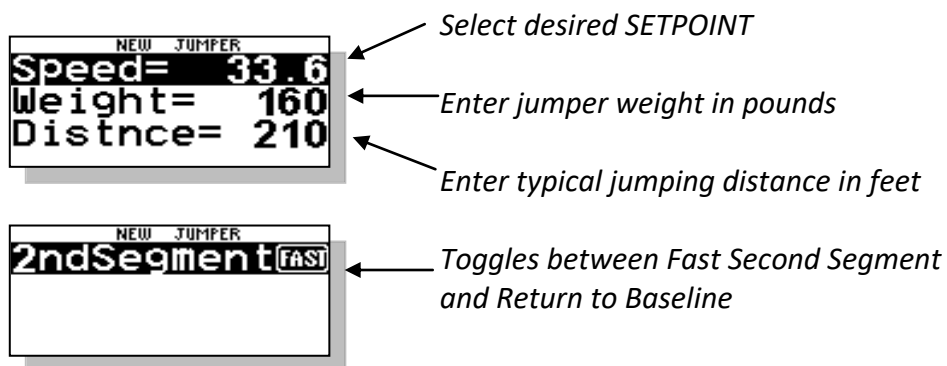 Select desired SETPOINT
NEW JUMPER
Speed= 33.6
Weight= 160
Enter jumper weight in pounds
Distnce= 210
Enter typical jumping distance in feet
NEW JUMPER
2ndSegment FAST
Toggles between Fast Second Segment
and Return to Baseline